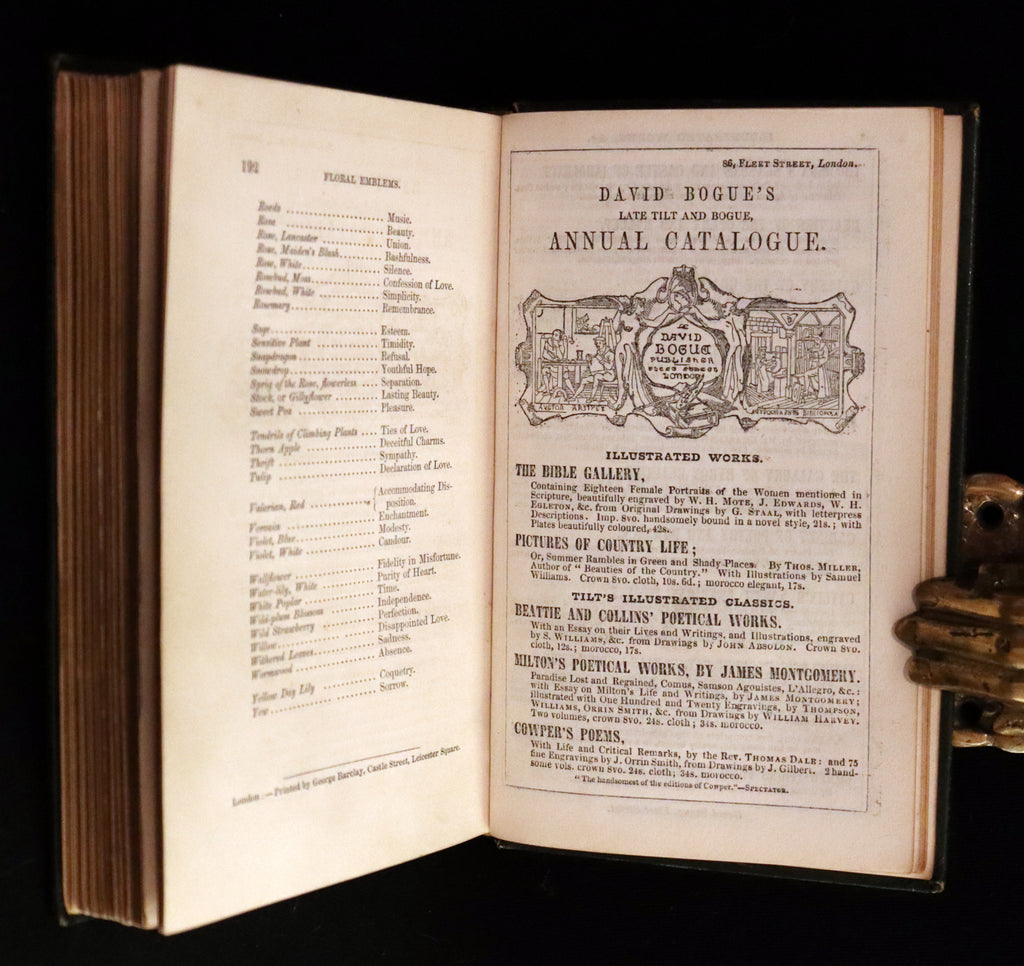 192
FLORAL EMBLEMS.
Reeds .................... Music.
Rose .................... Beauty.
Rose, Lancaster ............ Union.
Rose, Maiden's Blush......... Bashfulness.
Rose, White................ Silence.
Rosebud, Moss.............. Confession of Love.
Rosebud, White ............ Simplicity.
Rosemary.................. Remembrance.
Sage...................... Esteem.
Sensitive Plant ............ Timidity.
Snapdragon................ Refusal.
Snowdrop.................. Youthful Hope.
Sprig of the Rose, flowerless .... Separation.
Stock, or Gillyflower ........ Lasting Beauty.
Sweet Pea ................ Pleasure.
Tendrils of Climbing Plants .... Ties of Love.
Thorn Apple .............. Deceitful Charms.
Thrift .................... Sympathy.
Tulip .................... Declaration of Love.
Valerian, Red .............. { Accommodating Dis-
position.
Veronica .................. Enchantment.
Violet, Blue................ Modesty.
Violet, White .............. Candour.
Wallflower ................ Fidelity in Misfortune.
Water-lily, White .......... Purity of Heart.
White Poplar .............. Time.
Wild-plum Blossom ........ Independence.
Wild Strawberry .......... Perfection.
Willow.................... Disappointed Love.
Withered Leaves............ Sadness.
Wormwood................ Absence.
Yellow Day Lily ............ Coquetry.
Yew...................... Sorrow.
London :—Printed by George Barclay, Castle Street, Leicester Square.
86, FLEET STREET, London.
DAVID BOGUE'S
LATE TILT AND BOGUE,
ANNUAL CATALOGUE.
DAVID
BOGUE
PUBLISHER
FLEET STREET
LONDON
BIBLIOPOLA
ILLUSTRATED WORKS.
THE BIBLE GALLERY,
Containing Eighteen Female Portraits of the Women mentioned in
Scripture, beautifully engraved by W. H. MOTE, J. EDWARDS, W. H.
EGLETON, &c. from Original Drawings by G. STAAL, with letterpress
Descriptions. Imp. 8vo. handsomely bound in a novel style, 21s.; with
Plates beautifully coloured, 42s.
PICTURES OF COUNTRY LIFE;
Or, Summer Rambles in Green and Shady Places. By THOS. MILLER,
Author of "Beauties of the Country." With Illustrations by Samuel
Williams. Crown 8vo. cloth, 10s. 6d.; morocco elegant, 17s.
TILT'S ILLUSTRATED CLASSICS.
BEATTIE AND COLLINS' POETICAL WORKS.
With an Essay on their Lives and Writings, and Illustrations, engraved
by S. WILLIAMS, &c. from Drawings by JOHN ABSOLON. Crown 8vo.
cloth, 12s.; morocco, 17s.
MILTON'S POETICAL WORKS, BY JAMES MONTGOMERY.
Paradise Lost and Regained, Comus, Samson Agonistes, L'Allegro, &c.:
with Essay on Milton's Life and Writings, by JAMES MONTGOMERY;
illustrated with One Hundred and Twenty Engravings, by THOMPSON,
WILLIAMS, ORRIN SMITH, &c. from Drawings by WILLIAM HARVEY.
Two volumes, crown 8vo. 24s. cloth; 34s. morocco.
COWPER'S POEMS,
With Life and Critical Remarks, by the Rev. THOMAS DALE: and 75
fine Engravings by J. Orrin Smith, from Drawings by J. Gilbert. 2 hand-
some vols. crown 8vo. 24s. cloth; 34s. morocco.
"The handsomest of the editions of Cowper."—SPECTATOR.